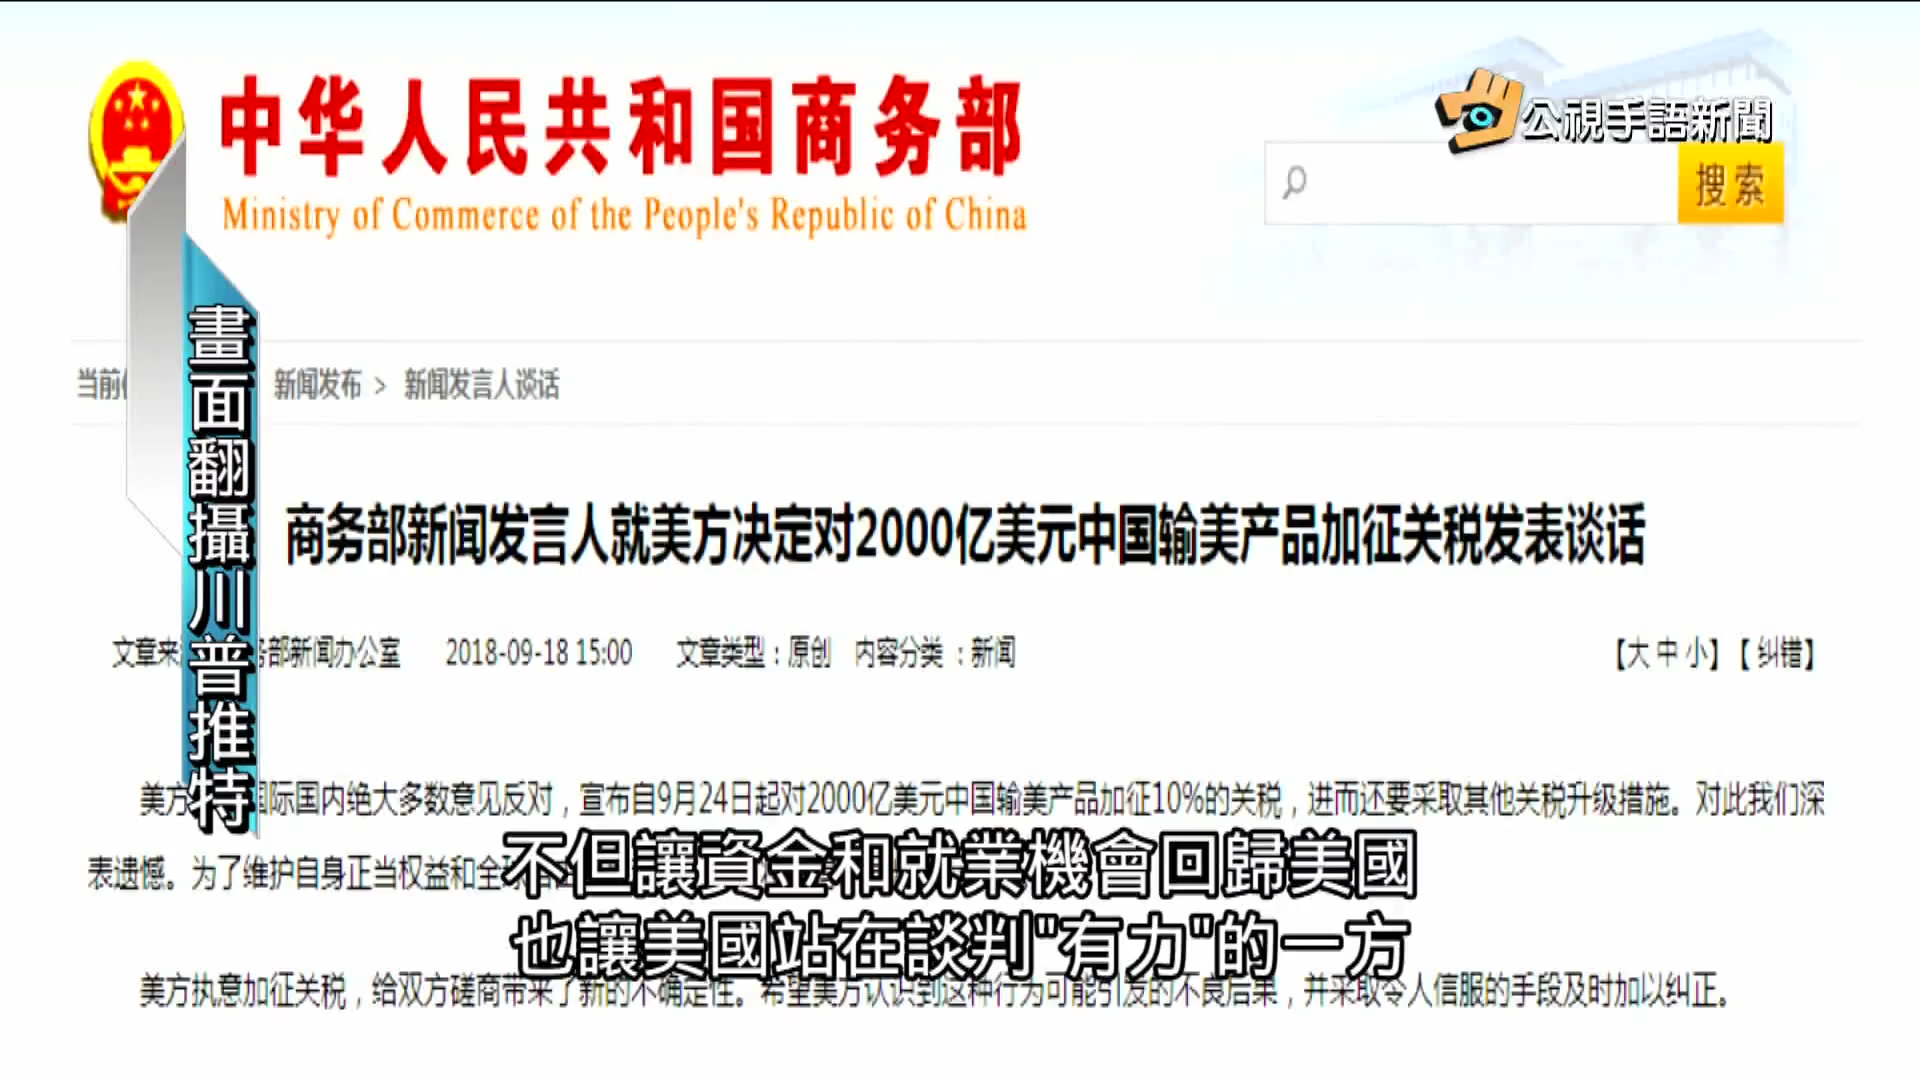 中华人民共和国商务部
Ministry of Commerce of the People's Republic of China
公視手語新聞
搜索
当前 新闻发布 > 新闻发言人谈话
畫面翻攝川普推特
商务部新闻发言人就美方决定对2000亿美元中国输美产品加征关税发表谈话
文章来 务部新闻办公室 2018-09-18 15:00 文章类型：原创 内容分类 ：新闻 【大 中 小】【 纠错】
美方 国际国内绝大多数意见反对，宣布自9月24日起对2000亿美元中国输美产品加征10%的关税，进而还要采取其他关税升级措施。对此我们深
表遗憾。为了维护自身正当权益和全球
不但讓資金和就業機會回歸美國
也讓美國站在談判"有力"的一方
美方执意加征关税，给双方磋商带来了新的不确定性。希望美方认识到这种行为可能引发的不良后果，并采取令人信服的手段及时加以纠正。